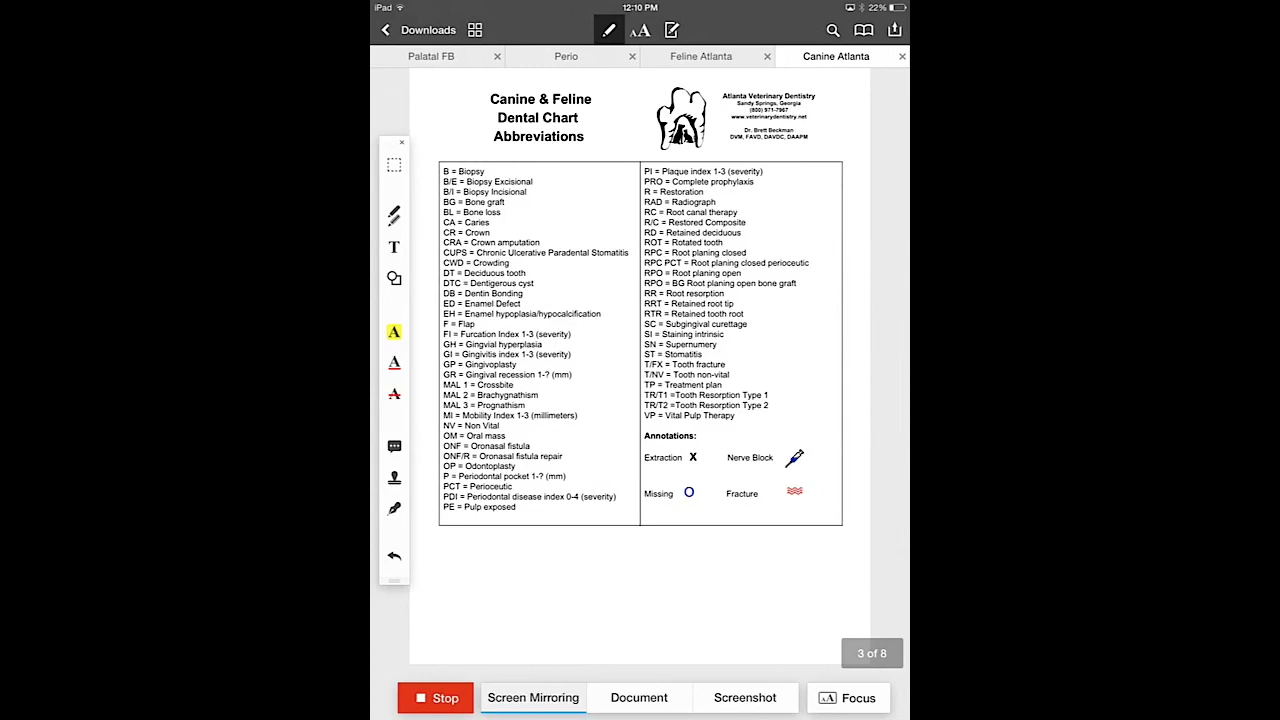 iPad
12:10 PM
22%
Downloads
AA
Palatal FB
Perio
Feline Atlanta
Canine Atlanta
Canine & Feline
Dental Chart
Abbreviations
Atlanta Veterinary Dentistry
Sandy Springs, Georgia
(800) 971-7967
www.veterinarydentistry.net
Dr. Brett Beckman
DVM, FAVD, DAVDC, DAAPM
B = Biopsy
B/E = Biopsy Excisional
B/I = Biopsy Incisional
BG = Bone graft
BL = Bone loss
CA = Caries
CR = Crown
CRA = Crown amputation
CUPS = Chronic Ulcerative Paradental Stomatitis
CWD = Crowding
DT = Deciduous tooth
DTC = Dentigerous cyst
DB = Dentin Bonding
ED = Enamel Defect
EH = Enamel hypoplasia/hypocalcification
F = Flap
FI = Furcation Index 1-3 (severity)
GH = Gingvial hyperplasia
GI = Gingivitis index 1-3 (severity)
GP = Gingivoplasty
GR = Gingival recession 1-? (mm)
MAL 1 = Crossbite
MAL 2 = Brachygnathism
MAL 3 = Prognathism
MI = Mobility Index 1-3 (millimeters)
NV = Non Vital
OM = Oral mass
ONF = Oronasal fistula
ONF/R = Oronasal fistula repair
OP = Odontoplasty
P = Periodontal pocket 1-? (mm)
PCT = Perioceutic
PDI = Periodontal disease index 0-4 (severity)
PE = Pulp exposed
PI = Plaque index 1-3 (severity)
PRO = Complete prophylaxis
R = Restoration
RAD = Radiograph
RC = Root canal therapy
R/C = Restored Composite
RD = Retained deciduous
ROT = Rotated tooth
RPC = Root planing closed
RPC PCT = Root planing closed perioceutic
RPO = Root planing open
RPO = BG Root planing open bone graft
RR = Root resorption
RRT = Retained root tip
RTR = Retained tooth root
SC = Subgingival curettage
SI = Staining intrinsic
SN = Supernumery
ST = Stomatitis
T/FX = Tooth fracture
T/NV = Tooth non-vital
TP = Treatment plan
TR/T1 =Tooth Resorption Type 1
TR/T2 =Tooth Resorption Type 2
VP = Vital Pulp Therapy
Annotations:
Extraction X
Nerve Block
Missing O
Fracture
T
A
A
A
3 of 8
Stop
Screen Mirroring
Document
Screenshot
AA Focus